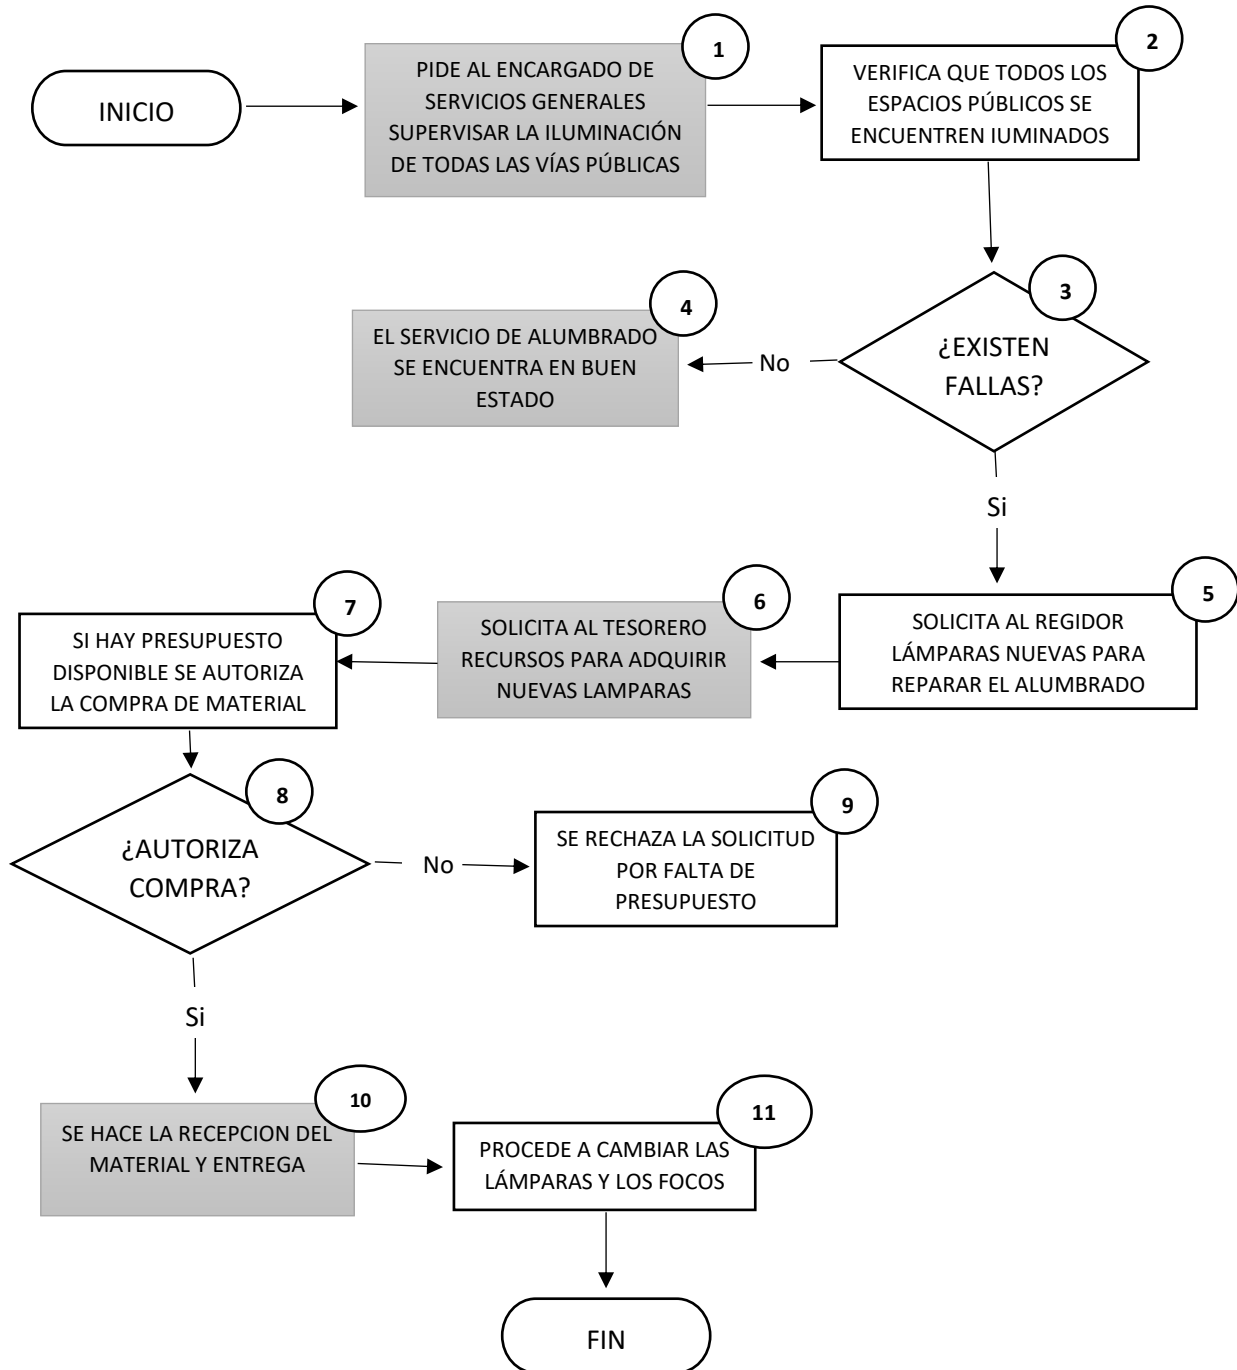 INICIO
1
PIDE AL ENCARGADO DE
SERVICIOS GENERALES
SUPERVISAR LA ILUMINACIÓN
DE TODAS LAS VÍAS PÚBLICAS
2
VERIFICA QUE TODOS LOS
ESPACIOS PÚBLICOS SE
ENCUENTREN IUMINADOS
3
¿EXISTEN
FALLAS?
No
4
EL SERVICIO DE ALUMBRADO
SE ENCUENTRA EN BUEN
ESTADO
Si
5
SOLICITA AL REGIDOR
LÁMPARAS NUEVAS PARA
REPARAR EL ALUMBRADO
6
SOLICITA AL TESORERO
RECURSOS PARA ADQUIRIR
NUEVAS LAMPARAS
7
SI HAY PRESUPUESTO
DISPONIBLE SE AUTORIZA
LA COMPRA DE MATERIAL
8
¿AUTORIZA
COMPRA?
No
9
SE RECHAZA LA SOLICITUD
POR FALTA DE
PRESUPUESTO
Si
10
SE HACE LA RECEPCION DEL
MATERIAL Y ENTREGA
11
PROCEDE A CAMBIAR LAS
LÁMPARAS Y LOS FOCOS
FIN